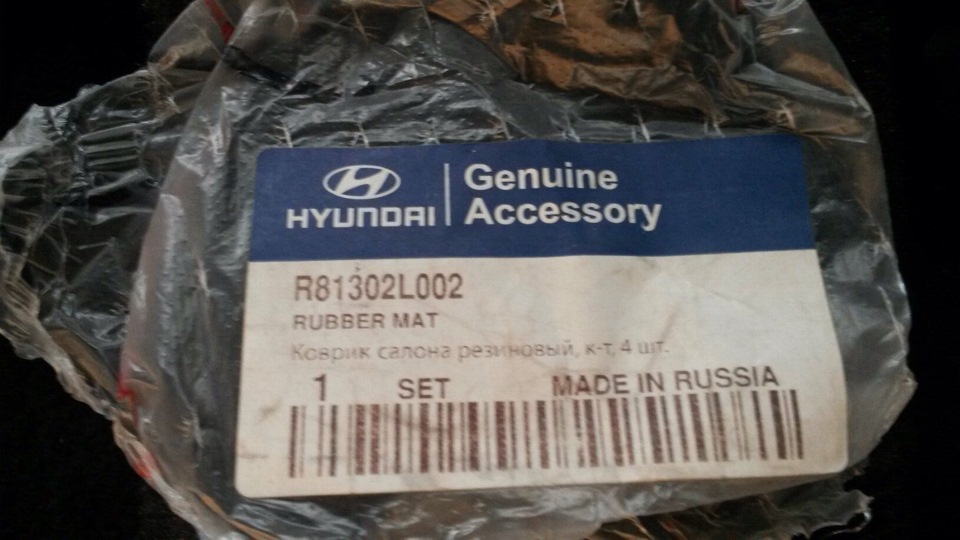 HYUNDAI
Genuine
Accessory
R81302L002
RUBBER MAT
Коврик салона резиновый, к-т, 4 шт.
1 SET MADE IN RUSSIA